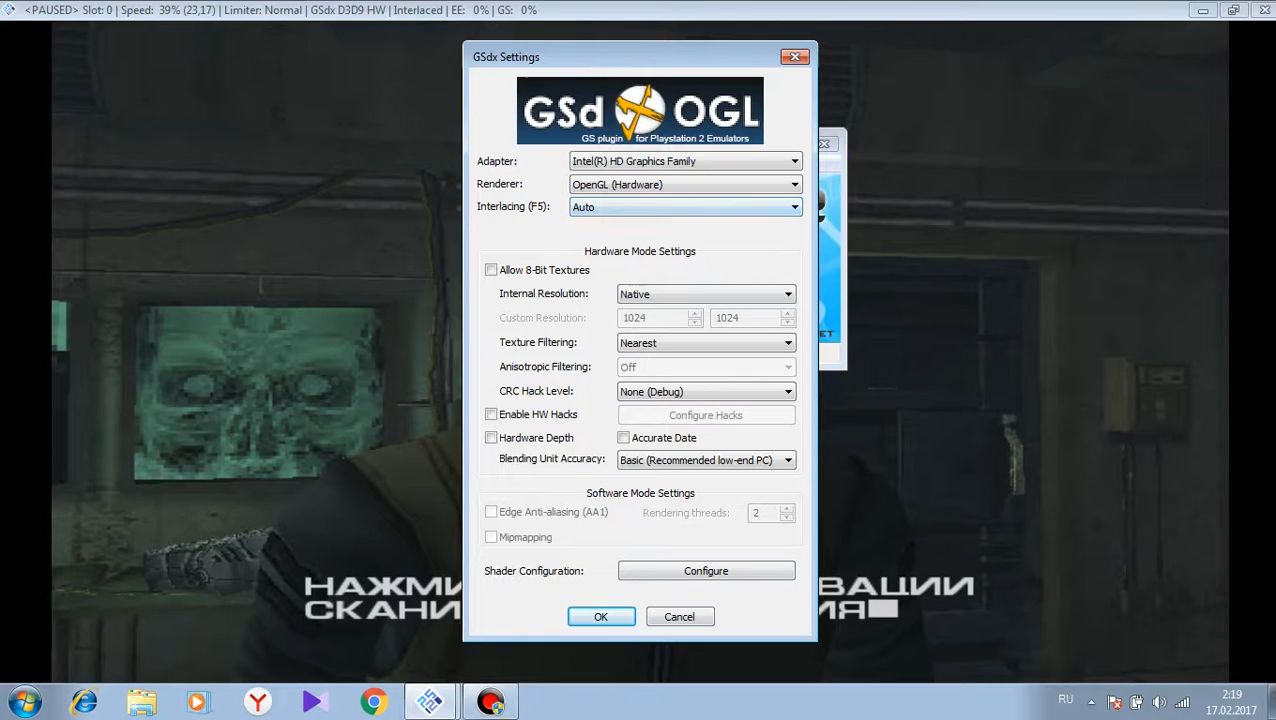 <PAUSED> Slot: 0 | Speed: 39% (23,17) | Limiter: Normal | GSdx D3D9 HW | Interlaced | EE: 0% | GS: 0%
GSdx Settings
GSd OGL
GS plugin for Playstation 2 Emulators
Adapter: Intel(R) HD Graphics Family
Renderer: OpenGL (Hardware)
Interlacing (F5): Auto
Hardware Mode Settings
Allow 8-Bit Textures
Internal Resolution: Native
Custom Resolution: 1024 1024
Texture Filtering: Nearest
Anisotropic Filtering: Off
CRC Hack Level: None (Debug)
Enable HW Hacks Configure Hacks
Hardware Depth Accurate Date
Blending Unit Accuracy: Basic (Recommended low-end PC)
Software Mode Settings
Edge Anti-aliasing (AA1) Rendering threads: 2
Mipmapping
Shader Configuration: Configure
OK Cancel
НАЖМИ ВАЦИИ
СКАНИ ИЯ
RU 2:19
17.02.2017